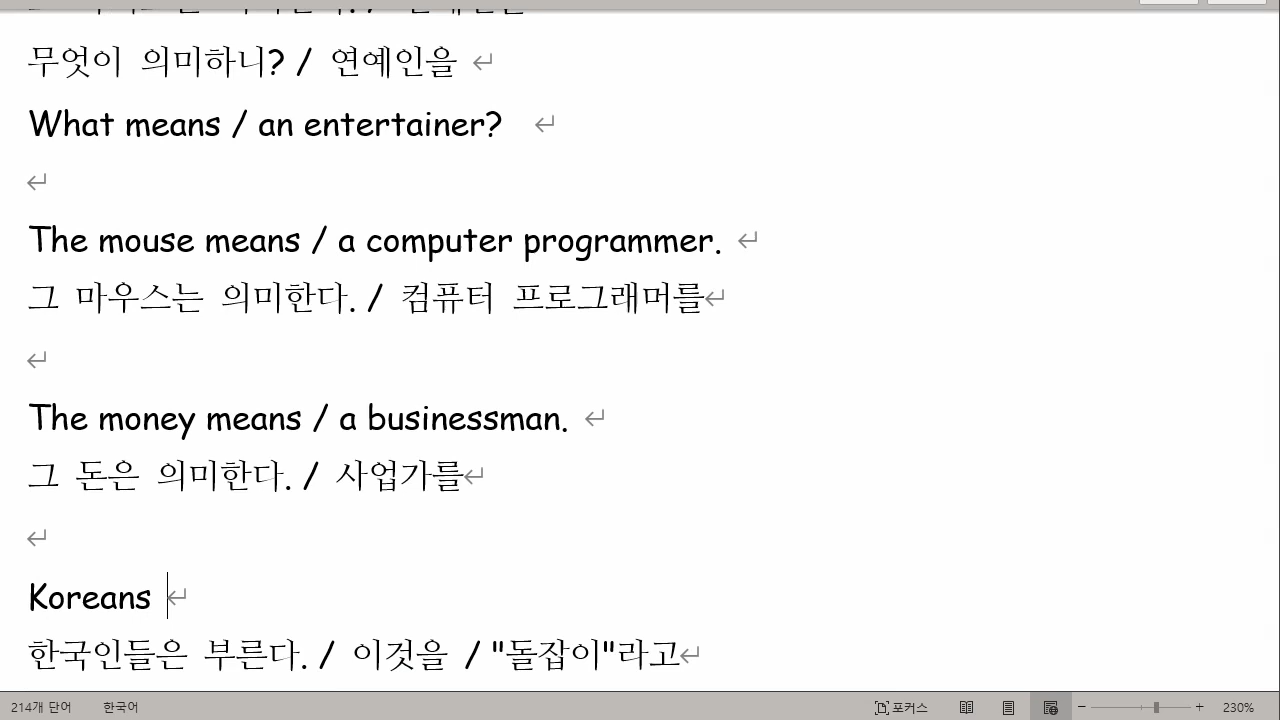 무엇이 의미하니? / 연예인을
What means / an entertainer?
The mouse means / a computer programmer.
그 마우스는 의미한다. / 컴퓨터 프로그래머를
The money means / a businessman.
그 돈은 의미한다. / 사업가를
Koreans
한국인들은 부른다. / 이것을 / "돌잡이"라고
214개 단어 한국어 포커스 230%